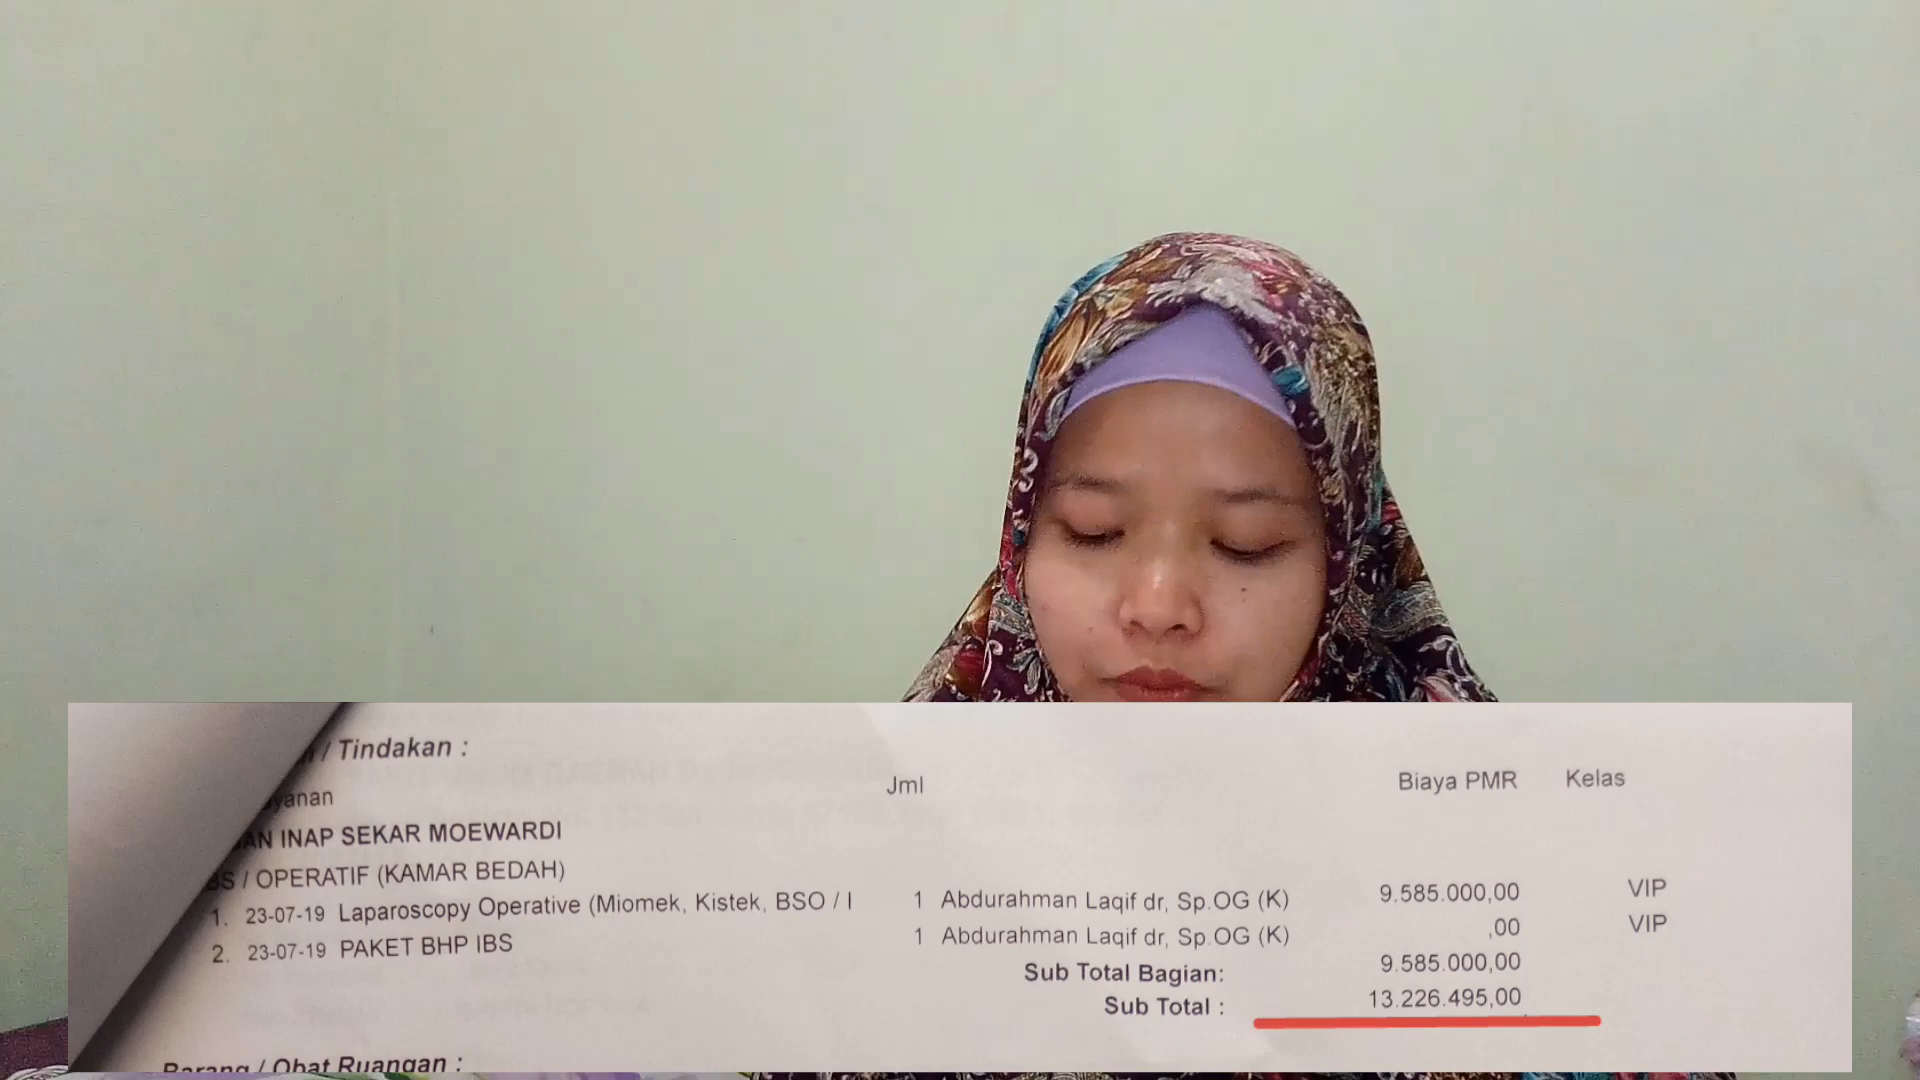 / Tindakan :
Jml Biaya PMR Kelas
INAP SEKAR MOEWARDI
/ OPERATIF (KAMAR BEDAH)
1. 23-07-19 Laparoscopy Operative (Miomek, Kistek, BSO / I 1 Abdurahman Laqif dr, Sp.OG (K) 9.585.000,00 VIP
2. 23-07-19 PAKET BHP IBS 1 Abdurahman Laqif dr, Sp.OG (K) ,00 VIP
Sub Total Bagian: 9.585.000,00
Sub Total : 13.226.495,00
Barang / Obat Ruangan :